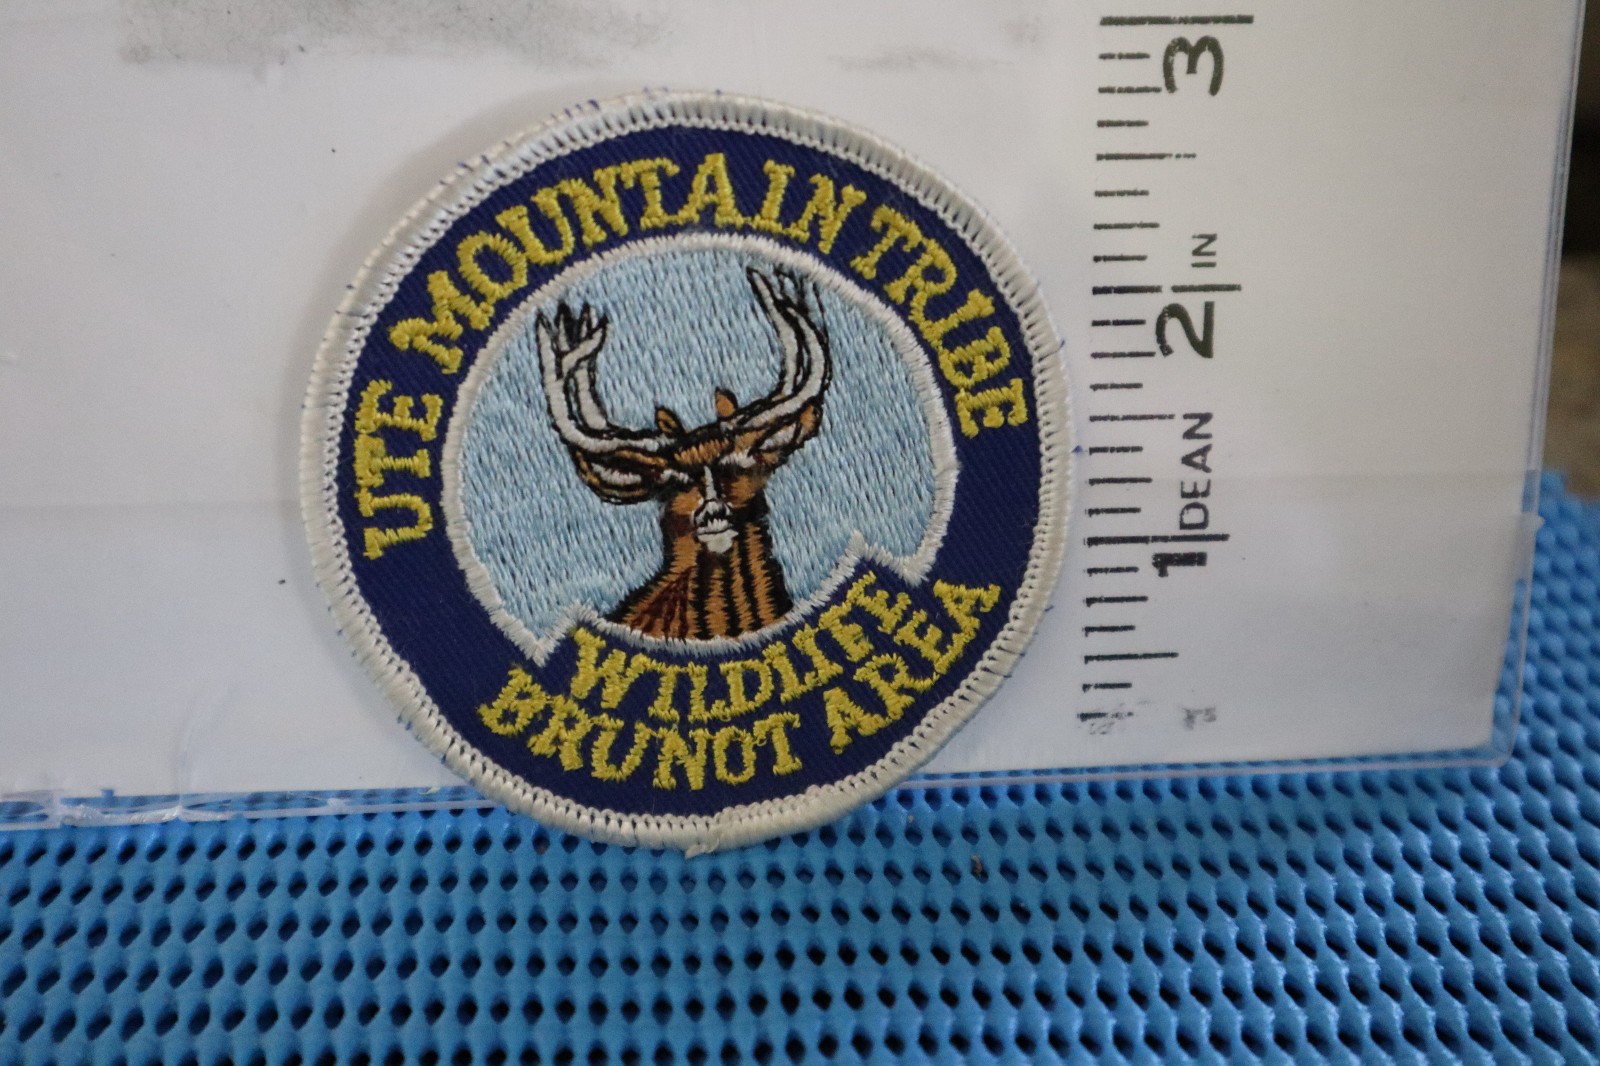 UTE MOUNTAIN TRIBE
WILDLIFE
BRUNOT AREA
3
2 IN
1 DEAN